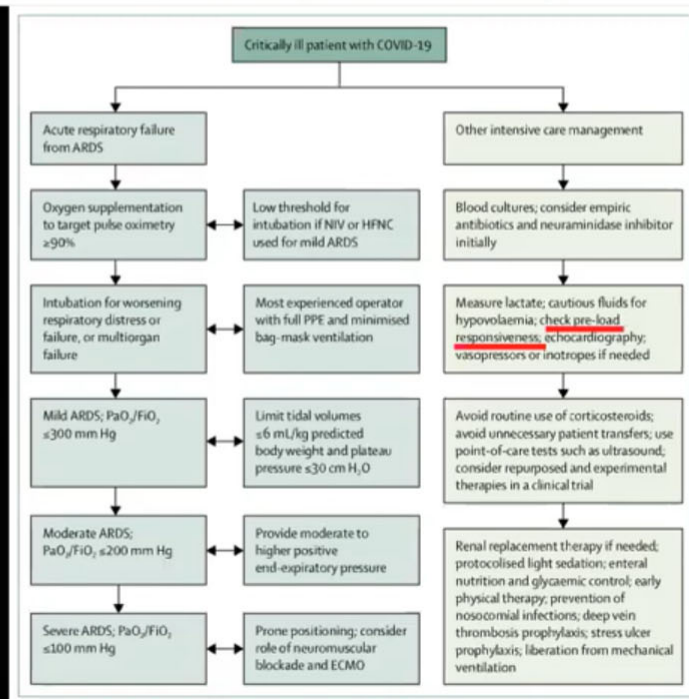 Critically ill patient with COVID-19
Acute respiratory failure
from ARDS
Oxygen supplementation
to target pulse oximetry
≥90%
Low threshold for
intubation if NIV or HFNC
used for mild ARDS
Intubation for worsening
respiratory distress or
failure, or multiorgan
failure
Most experienced operator
with full PPE and minimised
bag-mask ventilation
Mild ARDS; PaO₂/FiO₂
≤300 mm Hg
Limit tidal volumes
≤6 mL/kg predicted
body weight and plateau
pressure ≤30 cm H₂O
Moderate ARDS;
PaO₂/FiO₂ ≤200 mm Hg
Provide moderate to
higher positive
end-expiratory pressure
Severe ARDS; PaO₂/FiO₂
≤100 mm Hg
Prone positioning; consider
role of neuromuscular
blockade and ECMO
Other intensive care management
Blood cultures; consider empiric
antibiotics and neuraminidase inhibitor
initially
Measure lactate; cautious fluids for
hypovolaemia; check pre-load
responsiveness; echocardiography;
vasopressors or inotropes if needed
Avoid routine use of corticosteroids;
avoid unnecessary patient transfers; use
point-of-care tests such as ultrasound;
consider repurposed and experimental
therapies in a clinical trial
Renal replacement therapy if needed;
protocolised light sedation; enteral
nutrition and glycaemic control; early
physical therapy; prevention of
nosocomial infections; deep vein
thrombosis prophylaxis; stress ulcer
prophylaxis; liberation from mechanical
ventilation